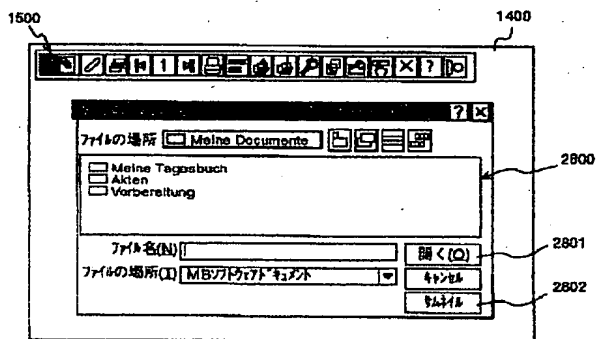 1500
1400
1
× ?
? ×
ファイルの場所 Meine Documente
Meine Tagesbuch
Akten
Vorbereitung
2800
ファイル名(N)
開く(O)
2801
ファイルの場所(I) MBソフトウェアドキュメント
キャンセル
サムネイル
2802